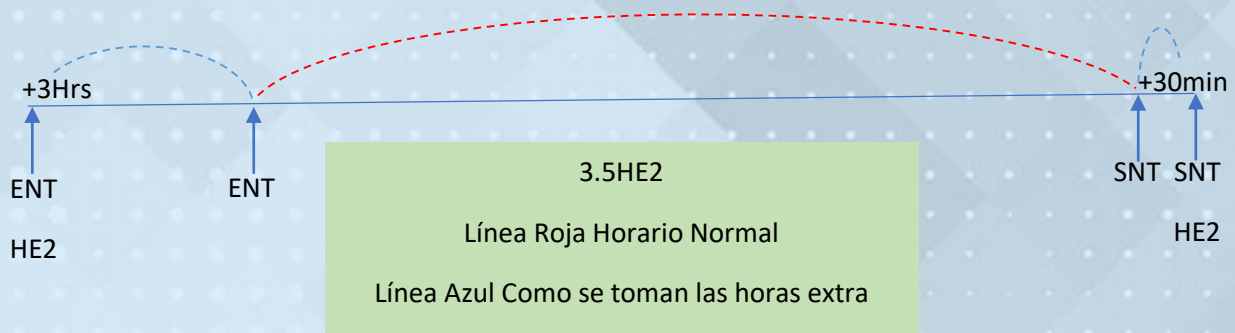 +3Hrs
+30min
ENT
ENT
SNT
SNT
HE2
HE2
3.5HE2
Línea Roja Horario Normal
Línea Azul Como se toman las horas extra